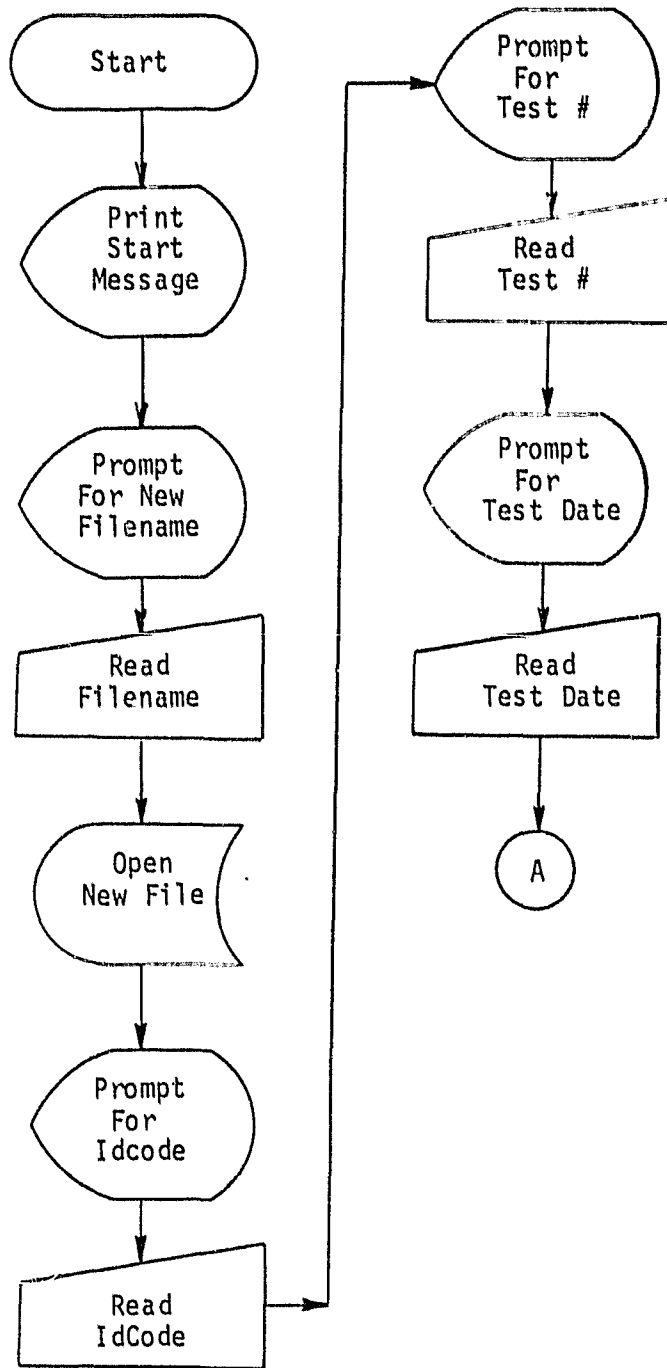 Start
Print
Start
Message
Prompt
For New
Filename
Read
Filename
Open
New File
Prompt
For
Idcode
Read
IdCode
Prompt
For
Test #
Read
Test #
Prompt
For
Test Date
Read
Test Date
A